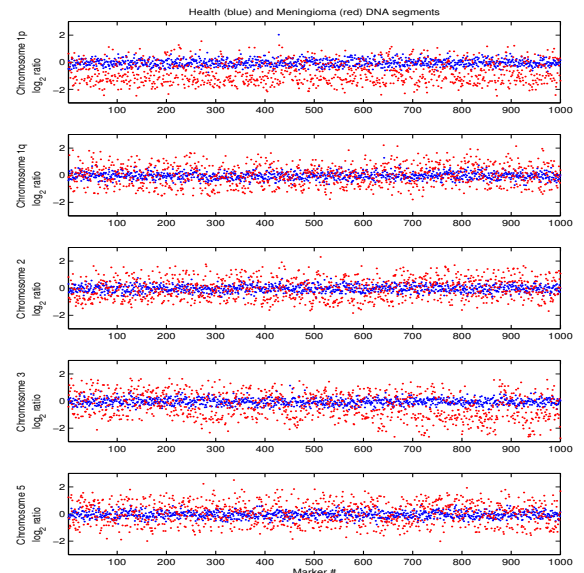 Health (blue) and Meningioma (red) DNA segments
Chromosome 1p
log2 ratio
2
0
−2
100 200 300 400 500 600 700 800 900 1000
Chromosome 1q
log2 ratio
2
0
−2
100 200 300 400 500 600 700 800 900 1000
Chromosome 2
log2 ratio
2
0
−2
100 200 300 400 500 600 700 800 900 1000
Chromosome 3
log2 ratio
2
0
−2
100 200 300 400 500 600 700 800 900 1000
Chromosome 5
log2 ratio
2
0
−2
100 200 300 400 500 600 700 800 900 1000
Marker #